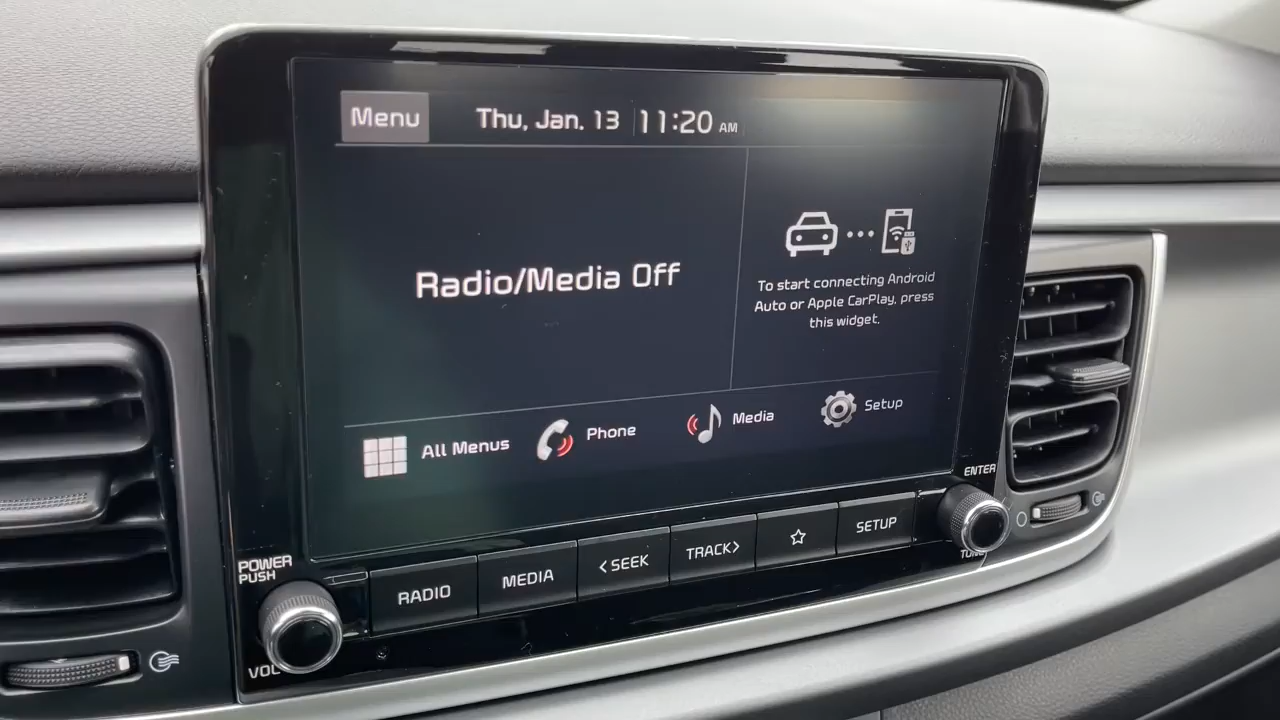 Menu
Thu, Jan. 13
11:20 AM
Radio/Media Off
To start connecting Android
Auto or Apple CarPlay, press
this widget.
All Menus
Phone
Media
Setup
ENTER
POWER
PUSH
RADIO
MEDIA
<SEEK
TRACK>
☆
SETUP
TUNE
VOL